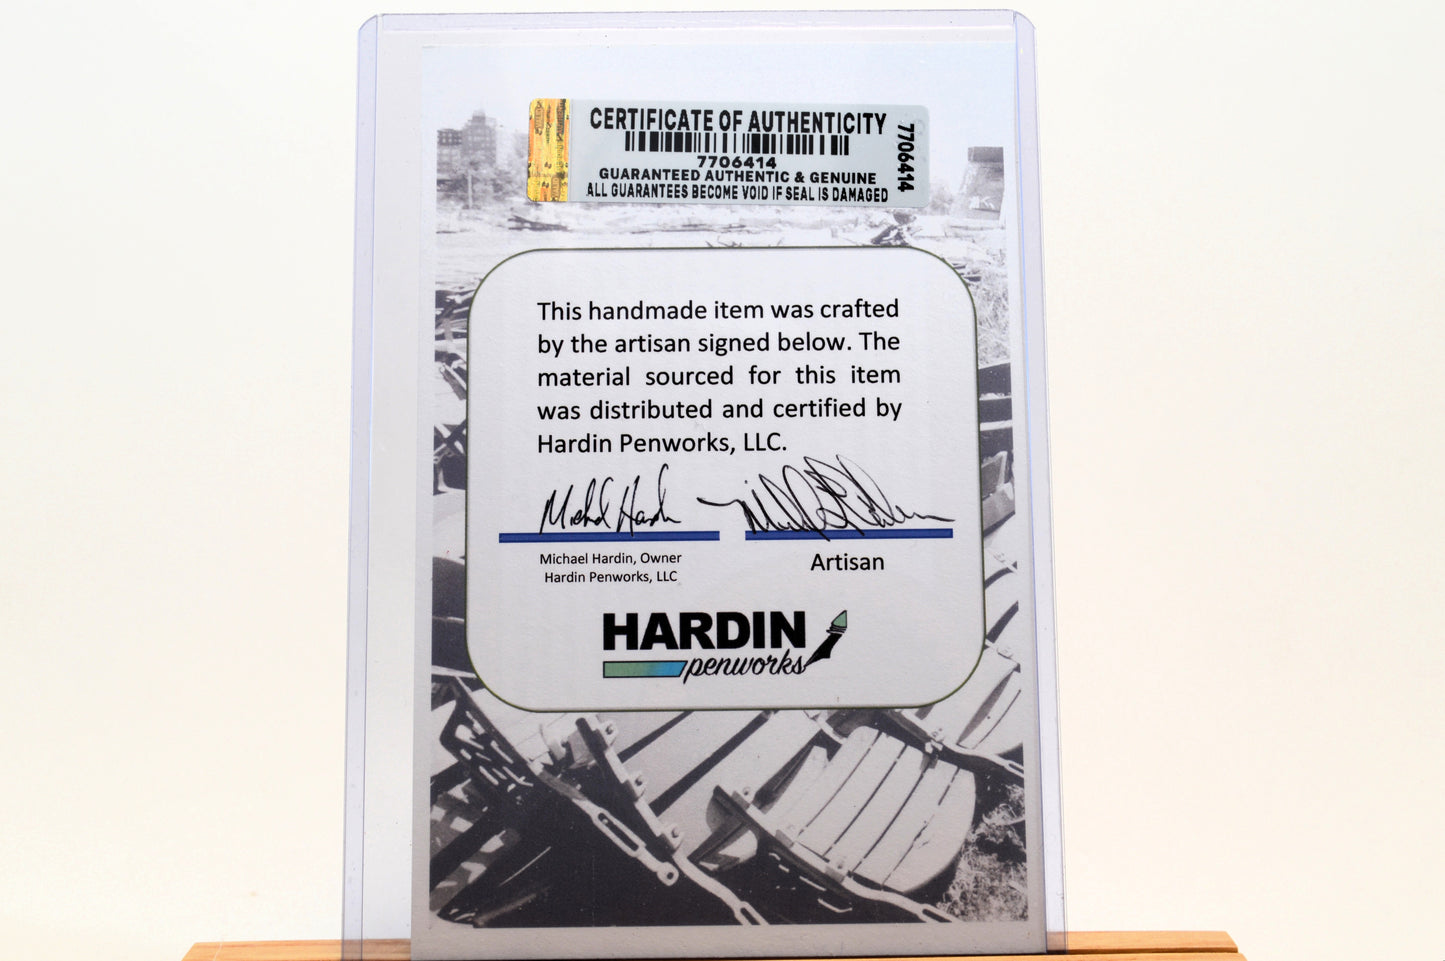 CERTIFICATE OF AUTHENTICITY
7706414
7706414
GUARANTEED AUTHENTIC & GENUINE
ALL GUARANTEES BECOME VOID IF SEAL IS DAMAGED
This handmade item was crafted
by the artisan signed below. The
material sourced for this item
was distributed and certified by
Hardin Penworks, LLC.
Michael Hardin
Michael Hardin, Owner
Hardin Penworks, LLC
Artisan
HARDIN
penworks